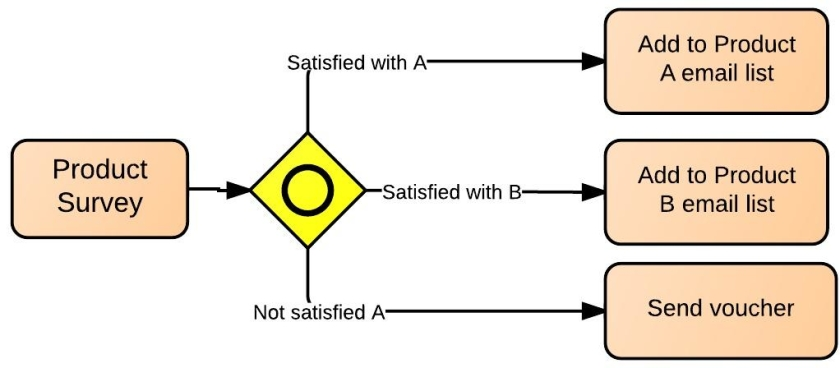 Satisfied with A
Add to Product
A email list
Product
Survey
Satisfied with B
Add to Product
B email list
Not satisfied A
Send voucher